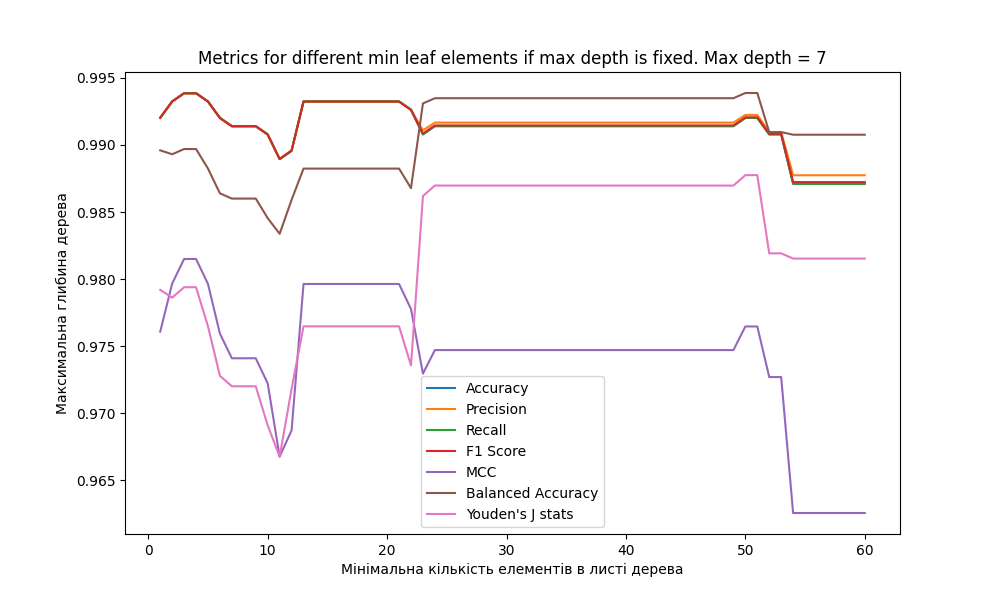 Metrics for different min leaf elements if max depth is fixed. Max depth = 7
Максимальна глибина дерева
0.995
0.990
0.985
0.980
0.975
0.970
0.965
Accuracy
Precision
Recall
F1 Score
MCC
Balanced Accuracy
Youden's J stats
0 10 20 30 40 50 60
Мінімальна кількість елементів в листі дерева